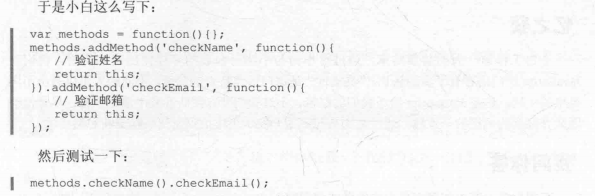 于是小白这么写下:
var methods = function(){};
methods.addMethod('checkName', function(){
// 验证姓名
return this;
}).addMethod('checkEmail', function(){
// 验证邮箱
return this;
});
然后测试一下:
methods.checkName().checkEmail();